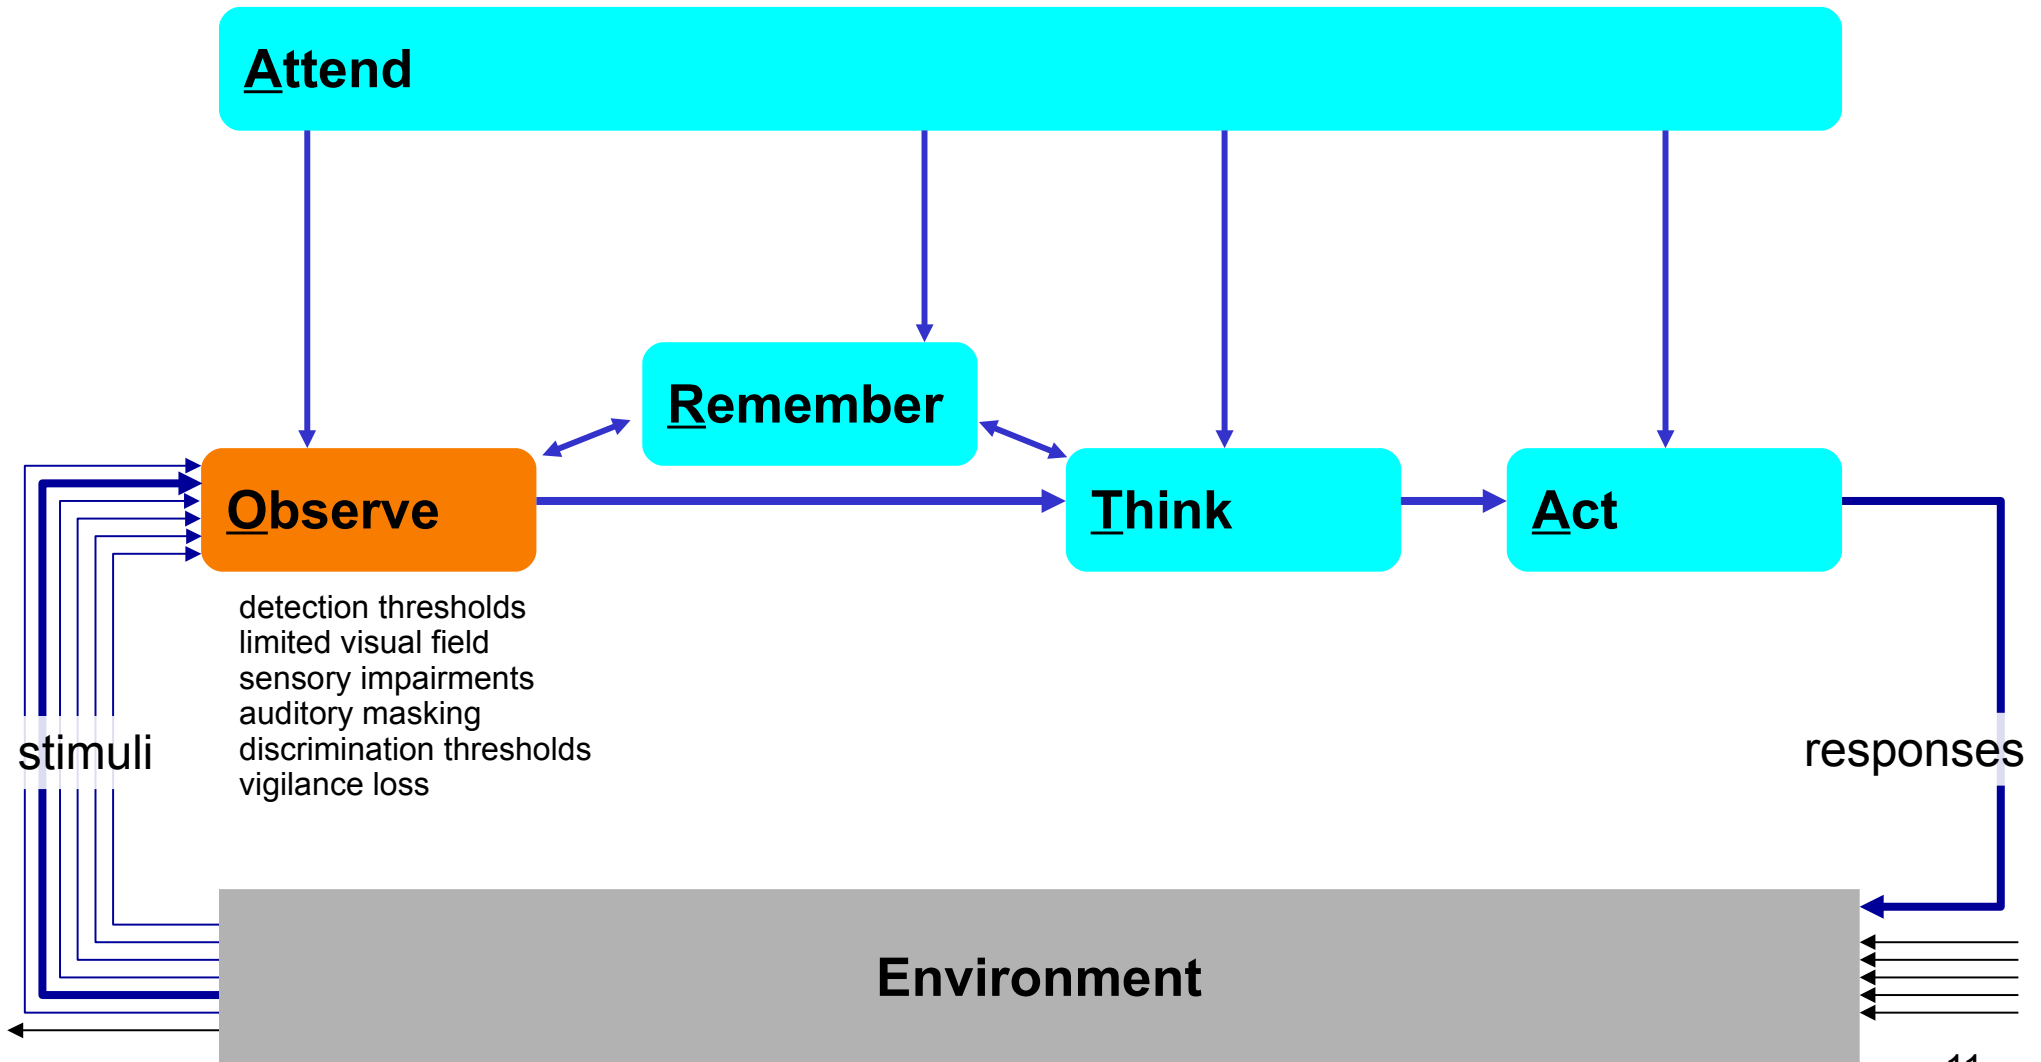 Attend
Remember
Observe
Think
Act
detection thresholds
limited visual field
sensory impairments
auditory masking
discrimination thresholds
vigilance loss
stimuli
responses
Environment
11